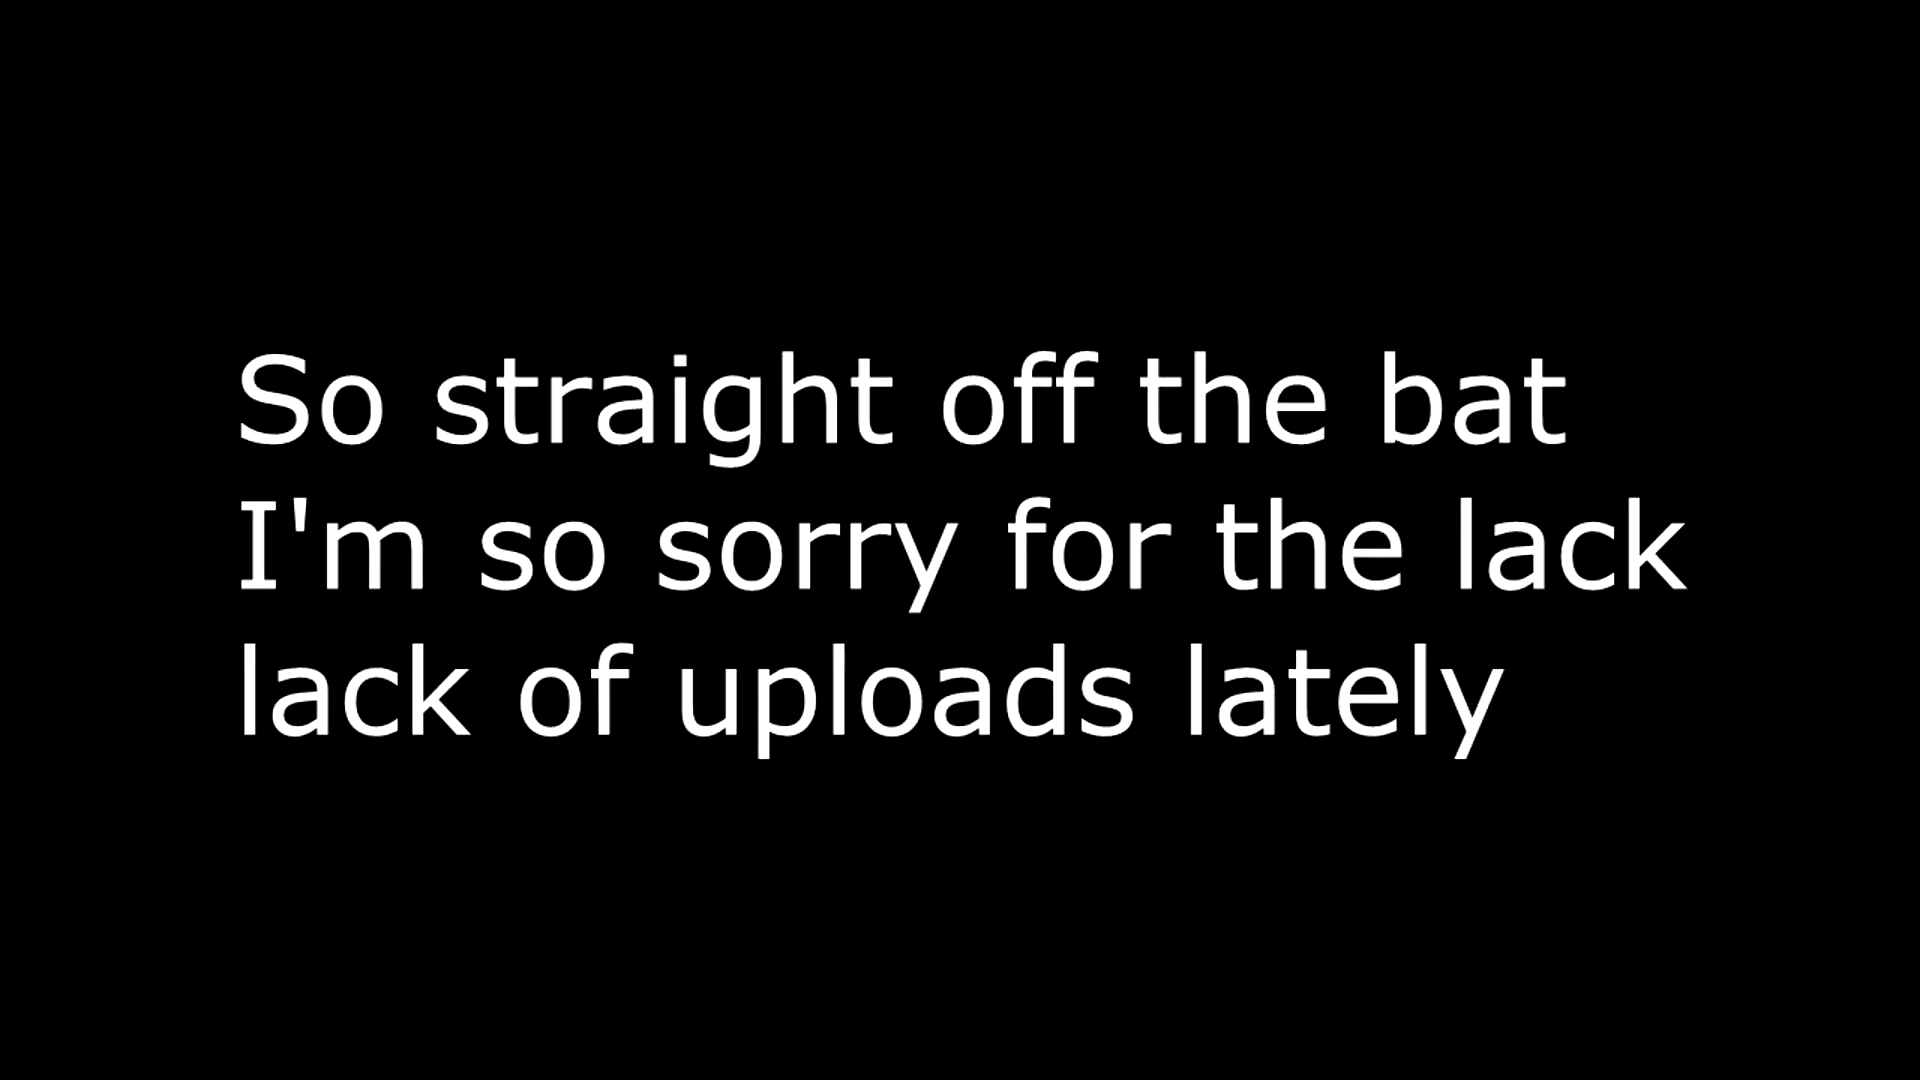 So straight off the bat
I'm so sorry for the lack
lack of uploads lately